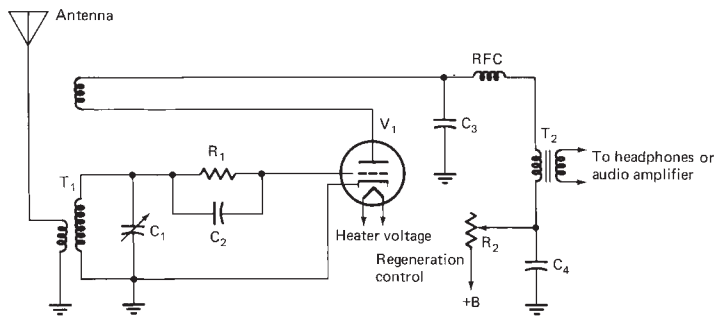 Antenna
RFC
V1
C3
T2
R1
To headphones or
audio amplifier
T1
C1
C2
Heater voltage
R2
Regeneration
control
C4
+B